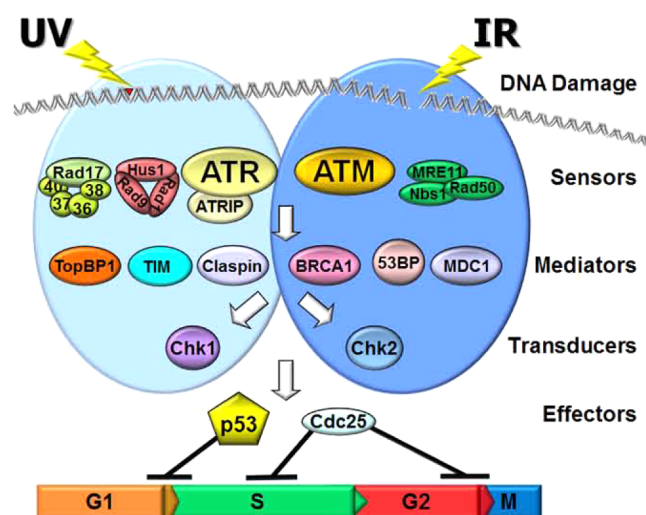 UV
IR
DNA Damage
Rad17
40
38
37
36
Hus1
Rad9
Rad1
ATR
ATRIP
ATM
MRE11
Nbs1
Rad50
Sensors
TopBP1
TIM
Claspin
BRCA1
53BP
MDC1
Mediators
Chk1
Chk2
Transducers
p53
Cdc25
Effectors
G1
S
G2
M